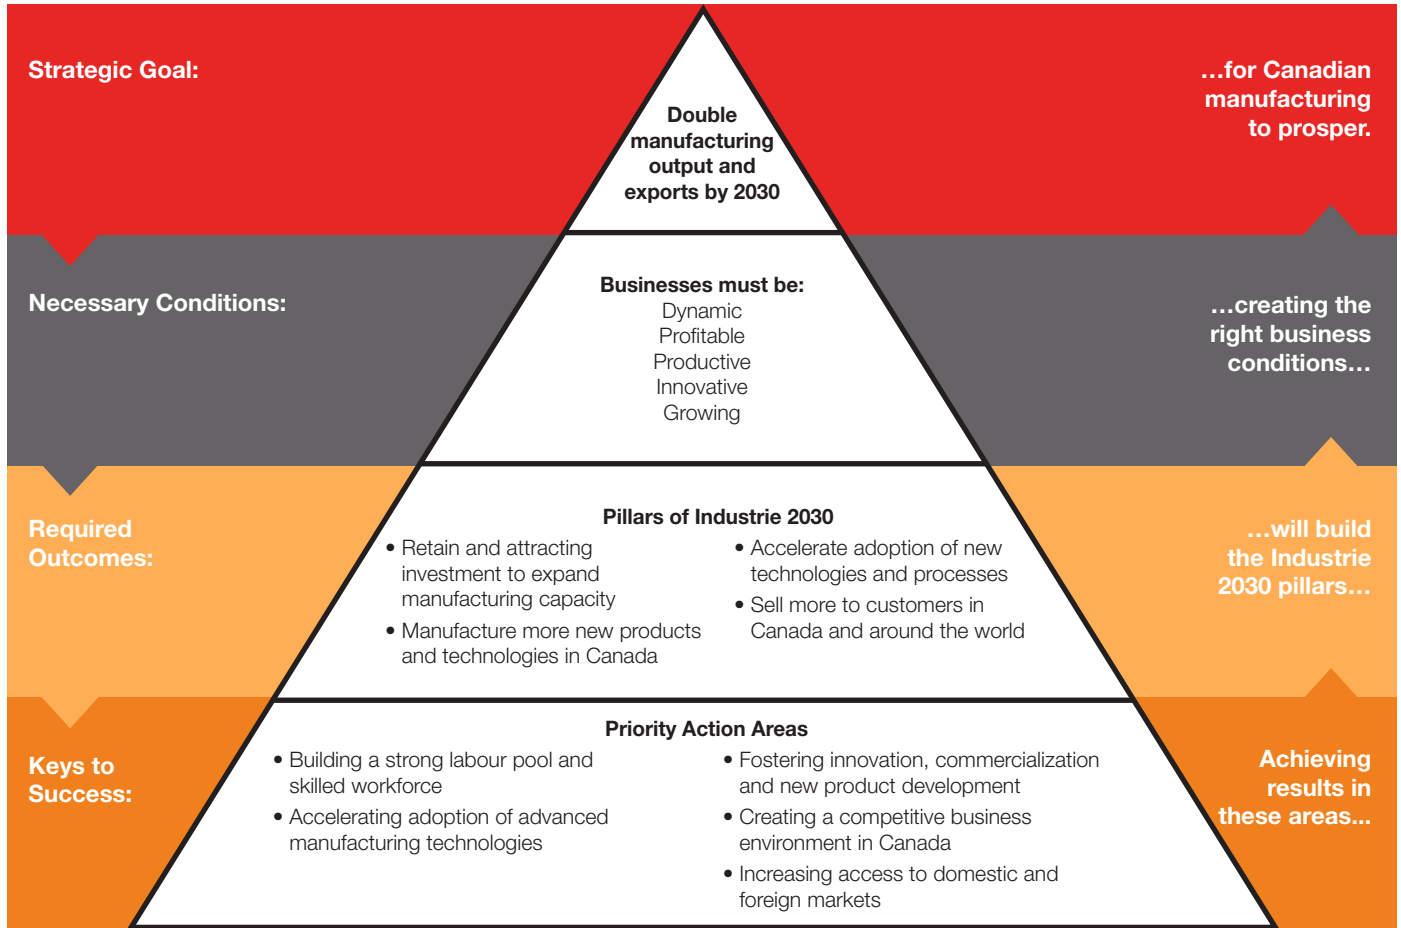 Strategic Goal:
Double
manufacturing
output and
exports by 2030
…for Canadian
manufacturing
to prosper.
Necessary Conditions:
Businesses must be:
Dynamic
Profitable
Productive
Innovative
Growing
…creating the
right business
conditions…
Required
Outcomes:
Pillars of Industrie 2030
• Retain and attracting
investment to expand
manufacturing capacity
• Manufacture more new products
and technologies in Canada
• Accelerate adoption of new
technologies and processes
• Sell more to customers in
Canada and around the world
…will build
the Industrie
2030 pillars…
Keys to
Success:
Priority Action Areas
• Building a strong labour pool and
skilled workforce
• Accelerating adoption of advanced
manufacturing technologies
• Fostering innovation, commercialization
and new product development
• Creating a competitive business
environment in Canada
• Increasing access to domestic and
foreign markets
Achieving
results in
these areas...